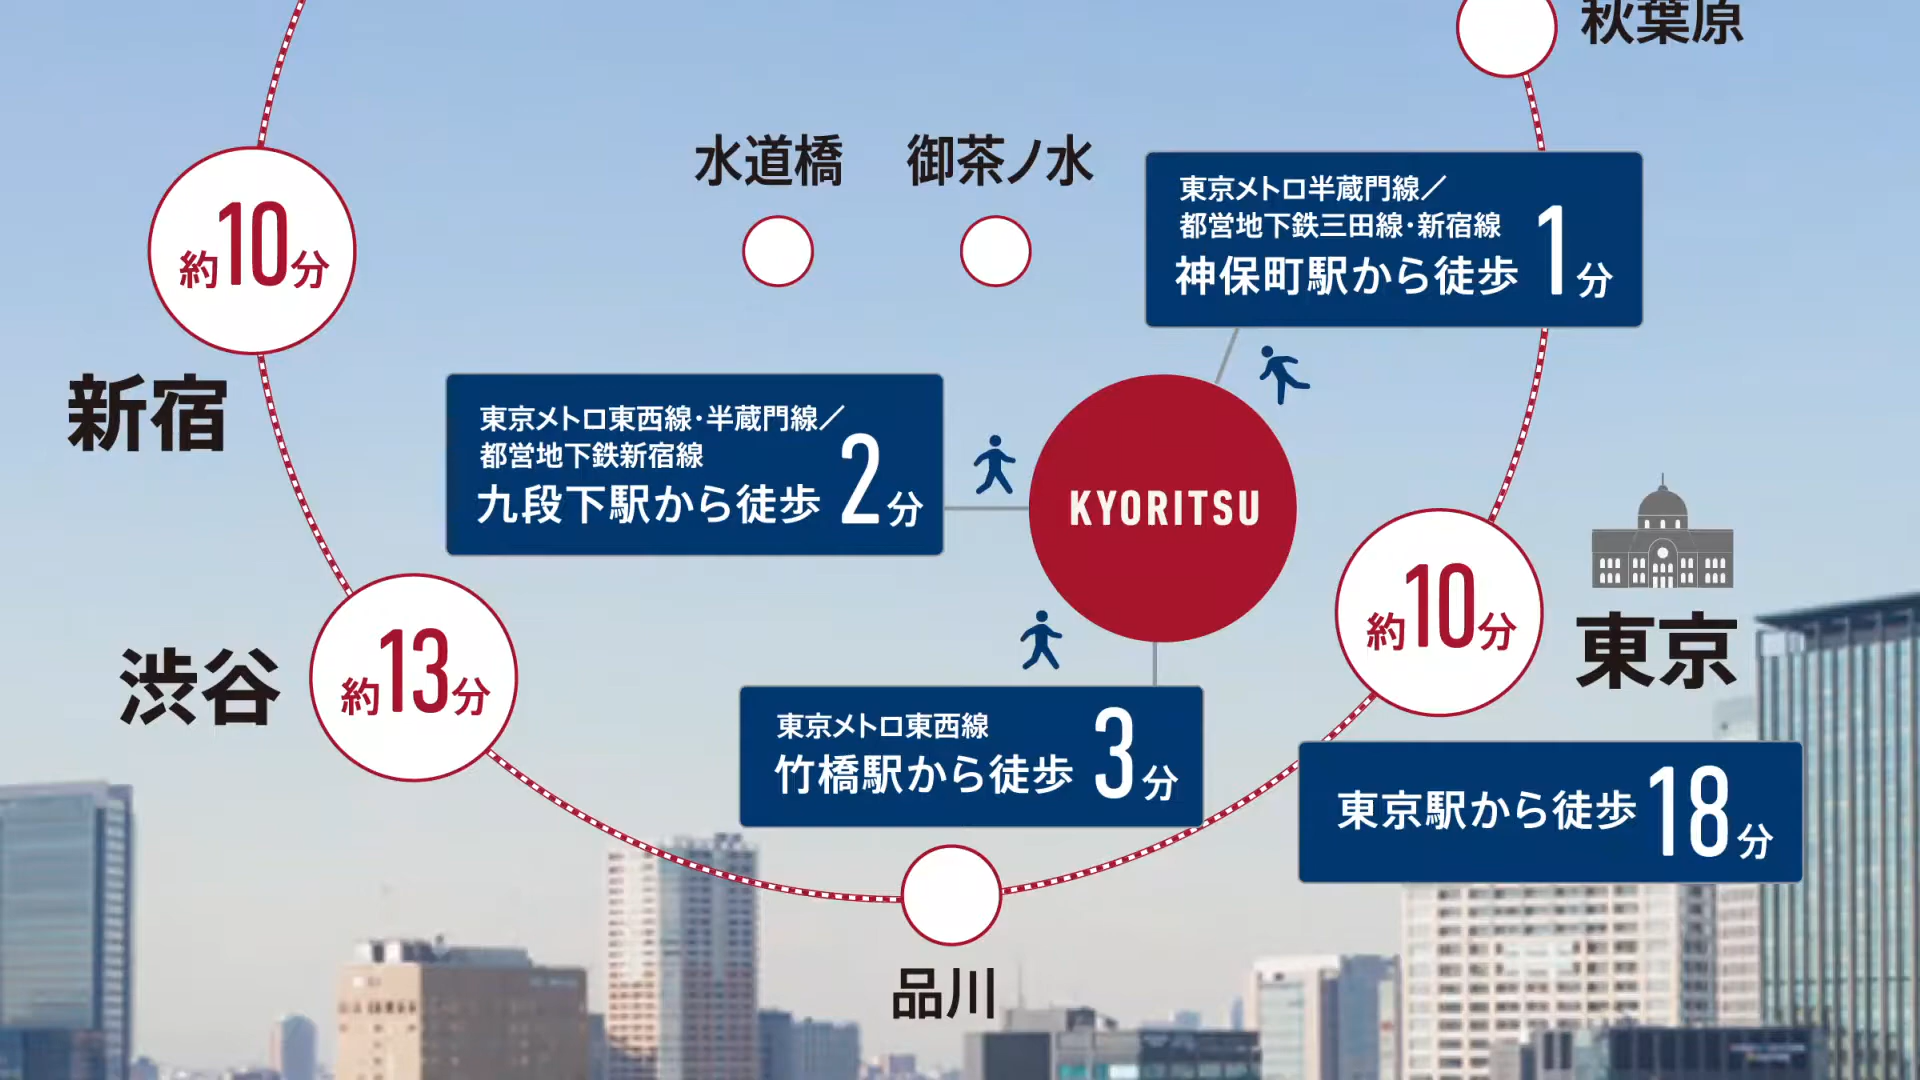 秋葉原
水道橋
御茶ノ水
東京メトロ半蔵門線／
都営地下鉄三田線・新宿線
神保町駅から徒歩 1分
約10分
新宿
東京メトロ東西線・半蔵門線／
都営地下鉄新宿線
九段下駅から徒歩 2分
KYORITSU
約10分
東京
渋谷
約13分
東京メトロ東西線
竹橋駅から徒歩 3分
東京駅から徒歩 18分
品川